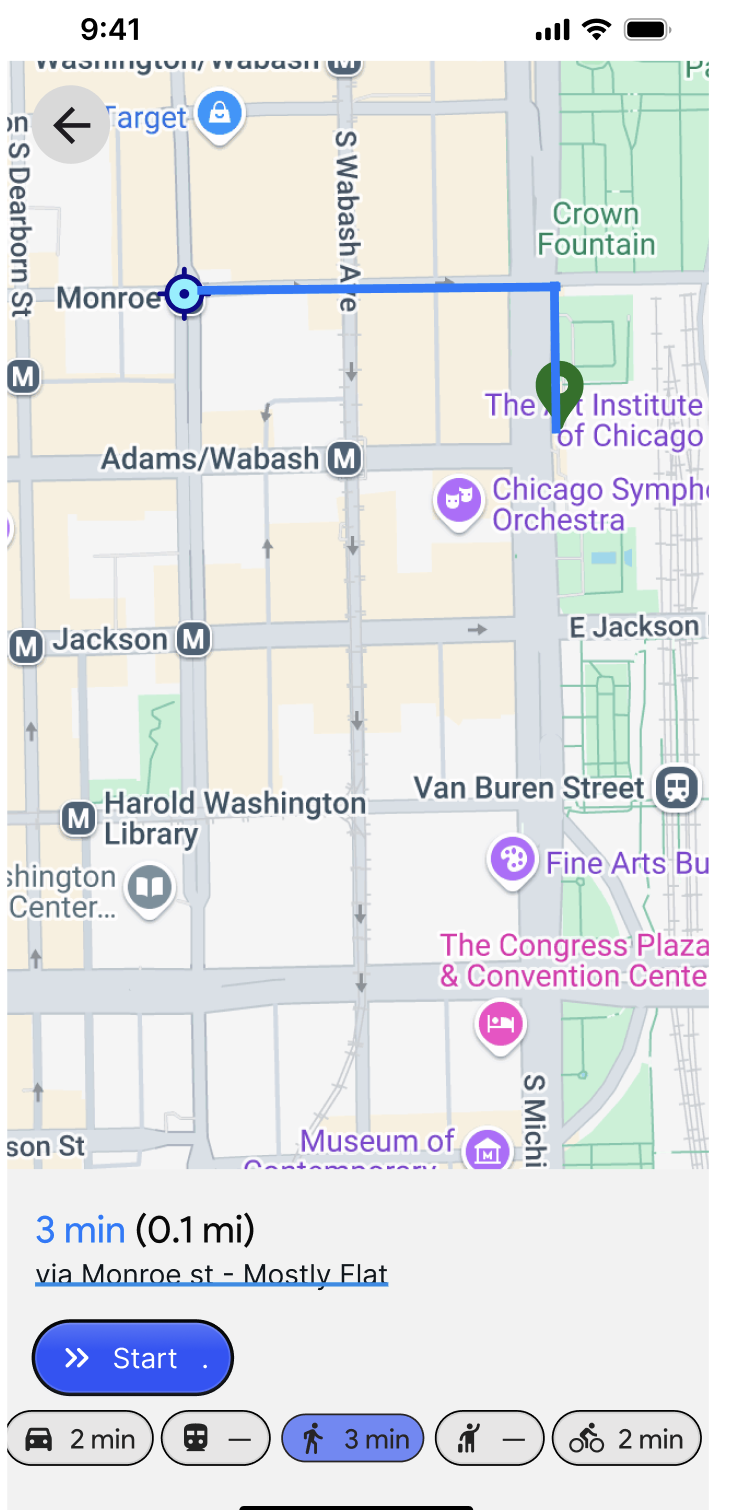 9:41
Washington/Wabash M
Target
S Dearborn St
S Wabash Ave
Crown
Fountain
Monroe
M
The Art Institute
of Chicago
Adams/Wabash M
Chicago Symph
Orchestra
M Jackson M
E Jackson
Van Buren Street
M Harold Washington
Library
shington
Center...
Fine Arts Bu
The Congress Plaza
& Convention Cente
S Michi
son St
Museum of
Contemporary
M
3 min (0.1 mi)
via Monroe st - Mostly Flat
Start .
2 min — 3 min — 2 min